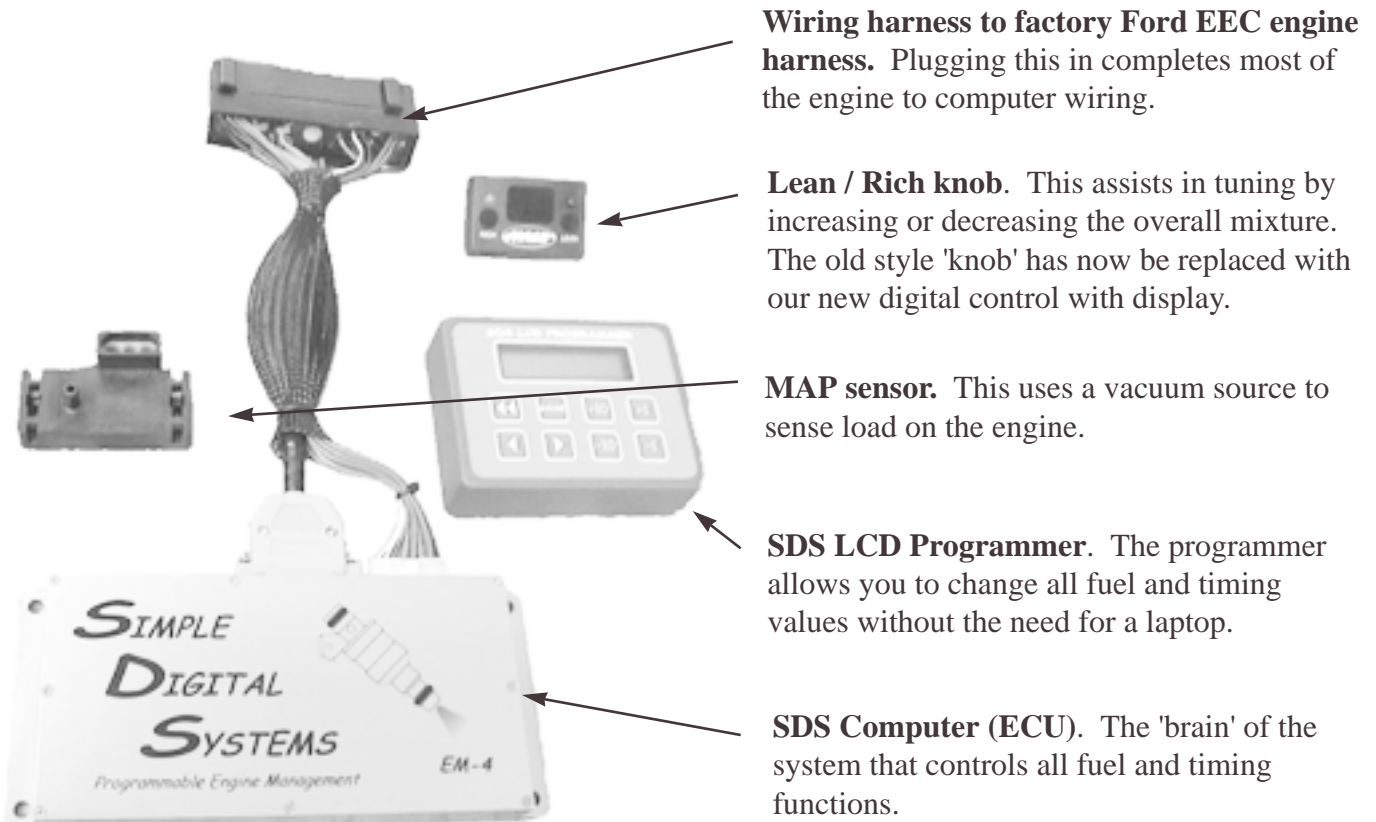 Wiring harness to factory Ford EEC engine
harness. Plugging this in completes most of
the engine to computer wiring.
Lean / Rich knob. This assists in tuning by
increasing or decreasing the overall mixture.
The old style 'knob' has now be replaced with
our new digital control with display.
MAP sensor. This uses a vacuum source to
sense load on the engine.
SDS LCD Programmer. The programmer
allows you to change all fuel and timing
values without the need for a laptop.
SDS Computer (ECU). The 'brain' of the
system that controls all fuel and timing
functions.
SDS LCD PROGRAMMER
SIMPLE
DIGITAL
SYSTEMS
Programmable Engine Management
EM-4